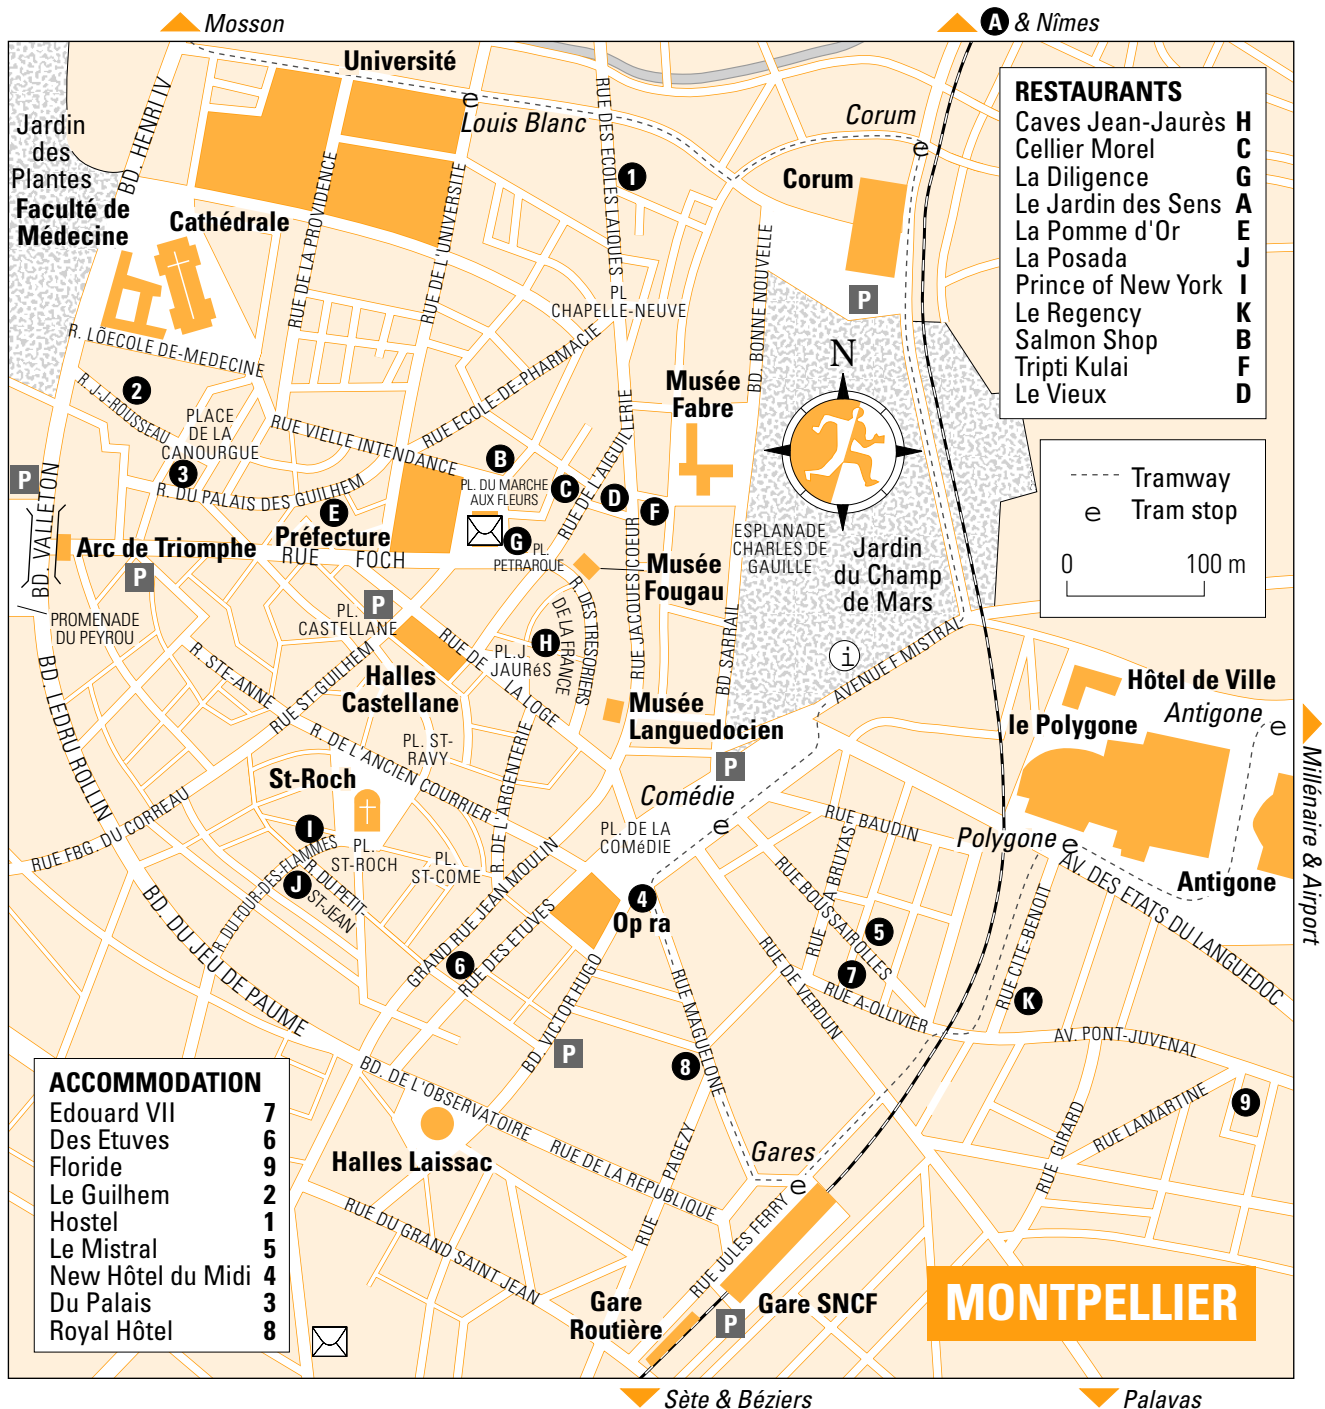 Mosson
A & Nîmes
Université
Louis Blanc
Corum
Corum
Jardin
des
Plantes
Faculté de
Médecine
Cathédrale
BD. HENRI IV
RUE DE LA PROVIDENCE
RUE DE L'UNIVERSITE
RUE DES ECOLES LAIQUES
1
PL
CHAPELLE-NEUVE
BD. BONNE NOUVELLE
P
RESTAURANTS
Caves Jean-Jaurès H
Cellier Morel C
La Diligence G
Le Jardin des Sens A
La Pomme d'Or E
La Posada J
Prince of New York I
Le Regency K
Salmon Shop B
Tripti Kulai F
Le Vieux D
Tramway
e Tram stop
0 100 m
R. LÕECOLE DE-MEDECINE
2
R. J-J-ROUSSEAU
PLACE
DE LA
CANOURGUE
3
R. DU PALAIS DES GUILHEM
RUE VIELLE INTENDANCE
RUE ECOLE-DE-PHARMACIE
RUE DE L'AIGUILLERIE
Musée
Fabre
N
B
PL. DU MARCHE
AUX FLEURS
C
D
F
E
G
PL.
PETRARQUE
Préfecture
RUE FOCH
Arc de Triomphe
P
P
BD. VALLETON
PROMENADE
DU PEYROU
ESPLANADE
CHARLES DE
GAUILLE
Jardin
du Champ
de Mars
Musée
Fougau
RUE JACQUES COEUR
R. DES TRESORIERS
DE LA FRANCE
BD. SARRAIL
i
AVENUE F MISTRAL
PL.
CASTELLANE
P
H
PL.J
JAURéS
RUE DE LA LOGE
Halles
Castellane
R. STE-ANNE
RUE ST-GUILHEM
R. DE L'ANCIEN COURRIER
PL. ST-
RAVY
R. DE L'ARGENTERIE
Musée
Languedocien
P
Comédie
PL. DE LA
COMéDIE
Hôtel de Ville
Antigone
le Polygone
Polygone
Antigone
Millénaire & Airport
BD. LEDRU ROLLIN
St-Roch
PL.
ST-ROCH
PL.
ST-COME
I
J
RUE FBG. DU CORREAU
R. DU FOUR-DES-FLAMMES
R. DU PETIT-
ST-JEAN
GRAND RUE JEAN MOULIN
RUE DES ETUVES
6
4
Op ra
RUE BAUDIN
RUE A BRUYAS
RUE BOUSSAIROLLES
5
7
RUE A-OLLIVIER
RUE DE VERDUN
RUE CITE-BENOIT
K
AV. DES ETATS DU LANGUEDOC
AV. PONT-JUVENAL
BD. DU JEU DE PAUME
BD. VICTOR HUGO
P
RUE MAGUELONE
8
9
RUE LAMARTINE
RUE GIRARD
ACCOMMODATION
Edouard VII 7
Des Etuves 6
Floride 9
Le Guilhem 2
Hostel 1
Le Mistral 5
New Hôtel du Midi 4
Du Palais 3
Royal Hôtel 8
BD. DE L'OBSERVATOIRE
Halles Laissac
RUE DE LA REPUBLIQUE
RUE PAGEZY
Gares
RUE JULES FERRY
RUE DU GRAND SAINT JEAN
Gare
Routière
P
Gare SNCF
MONTPELLIER
Sète & Béziers
Palavas